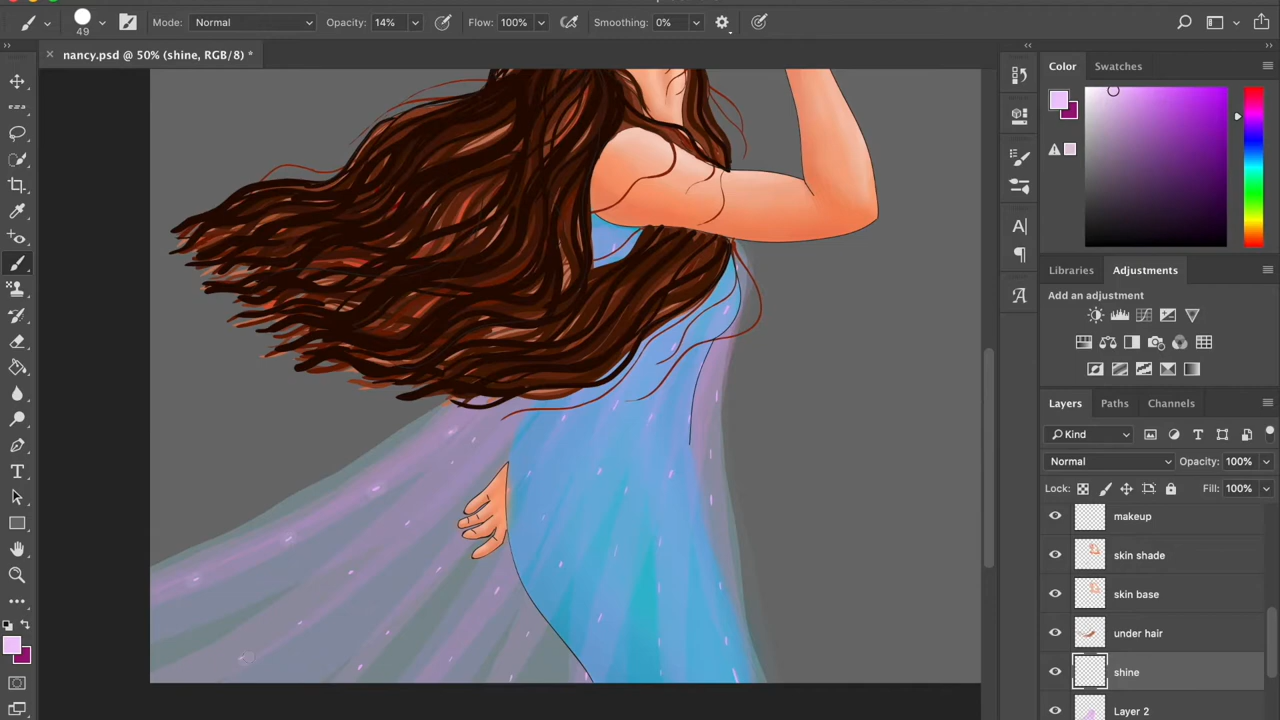 49
Mode: Normal
Opacity: 14%
Flow: 100%
Smoothing: 0%
nancy.psd @ 50% (shine, RGB/8) *
Color
Swatches
Libraries
Adjustments
Add an adjustment
Layers
Paths
Channels
Kind
Normal
Opacity: 100%
Lock:
Fill: 100%
makeup
skin shade
skin base
under hair
shine
Layer 2